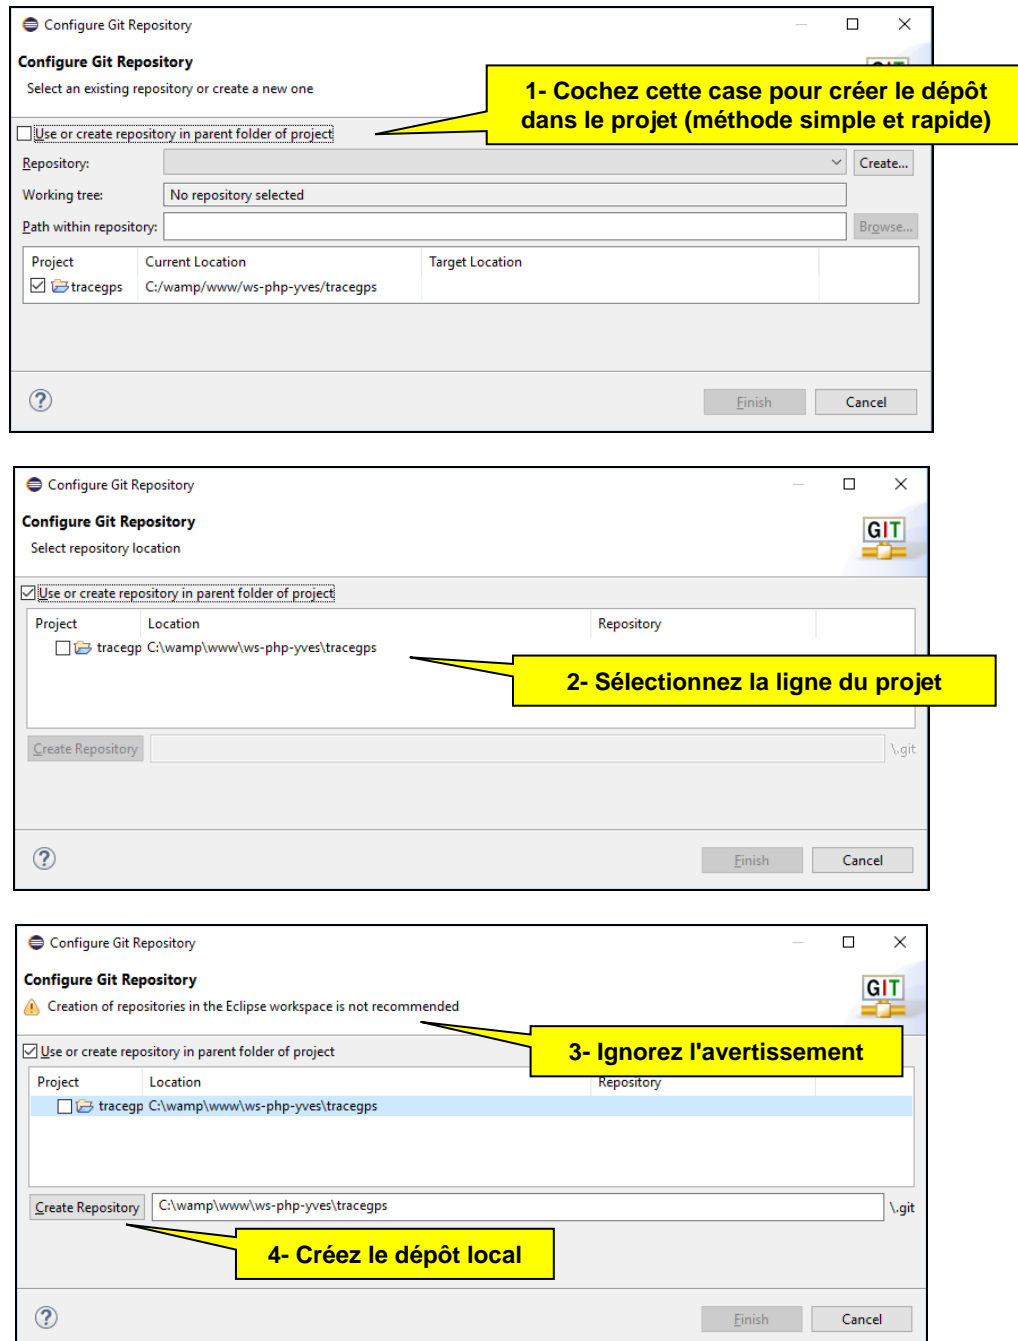 Configure Git Repository
Configure Git Repository
Select an existing repository or create a new one
1- Cochez cette case pour créer le dépôt
dans le projet (méthode simple et rapide)
Use or create repository in parent folder of project
Repository:
Create...
Working tree:
No repository selected
Path within repository:
Browse...
Project Current Location Target Location
tracegps C:/wamp/www/ws-php-yves/tracegps
Finish Cancel
Configure Git Repository
Configure Git Repository
GIT
Select repository location
Use or create repository in parent folder of project
Project Location Repository
tracegp C:\wamp\www\ws-php-yves\tracegps
2- Sélectionnez la ligne du projet
Create Repository \.git
Finish Cancel
Configure Git Repository
Configure Git Repository
GIT
Creation of repositories in the Eclipse workspace is not recommended
3- Ignorez l'avertissement
Use or create repository in parent folder of project
Project Location Repository
tracegp C:\wamp\www\ws-php-yves\tracegps
Create Repository C:\wamp\www\ws-php-yves\tracegps \.git
4- Créez le dépôt local
Finish Cancel